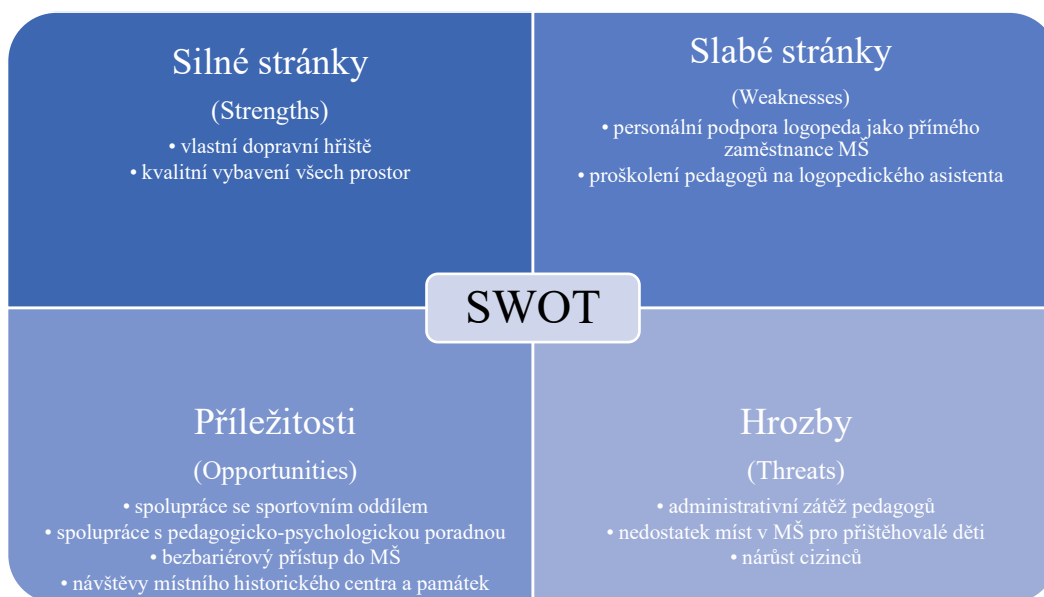 Silné stránky
(Strengths)
• vlastní dopravní hřiště
• kvalitní vybavení všech prostor
Slabé stránky
(Weaknesses)
• personální podpora logopeda jako přímého
zaměstnance MŠ
• proškolení pedagogů na logopedického asistenta
SWOT
Příležitosti
(Opportunities)
• spolupráce se sportovním oddílem
• spolupráce s pedagogicko-psychologickou poradnou
• bezbariérový přístup do MŠ
• návštěvy místního historického centra a památek
Hrozby
(Threats)
• administrativní zátěž pedagogů
• nedostatek míst v MŠ pro přištěhovalé děti
• nárůst cizinců